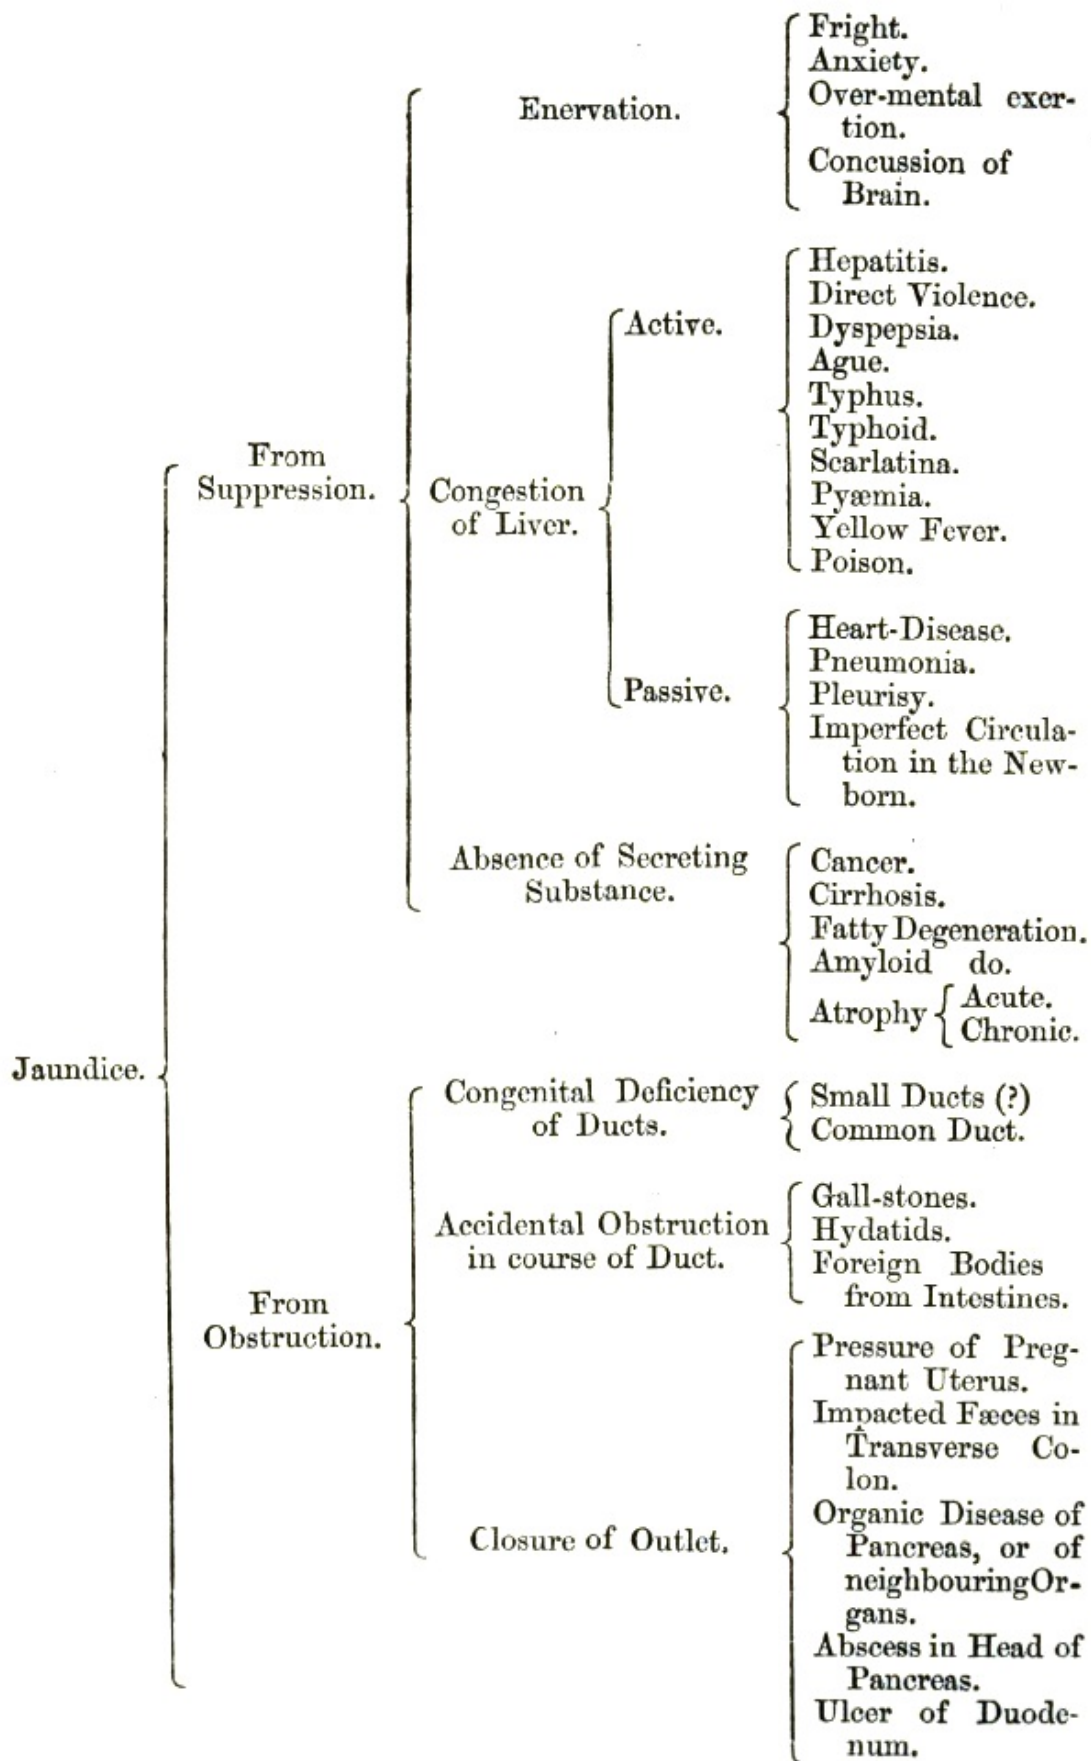 Fright.
Anxiety.
Over-mental exer-
tion.
Concussion of
Brain.
Enervation.
Hepatitis.
Direct Violence.
Dyspepsia.
Ague.
Typhus.
Typhoid.
Scarlatina.
Pyæmia.
Yellow Fever.
Poison.
Active.
From
Suppression.
Congestion
of Liver.
Heart-Disease.
Pneumonia.
Pleurisy.
Imperfect Circula-
tion in the New-
born.
Passive.
Absence of Secreting
Substance.
Cancer.
Cirrhosis.
Fatty Degeneration.
Amyloid do.
Atrophy
Acute.
Chronic.
Jaundice.
Congenital Deficiency
of Ducts.
Small Ducts (?)
Common Duct.
Accidental Obstruction
in course of Duct.
Gall-stones.
Hydatids.
Foreign Bodies
from Intestines.
From
Obstruction.
Closure of Outlet.
Pressure of Preg-
nant Uterus.
Impacted Fæces in
Transverse Co-
lon.
Organic Disease of
Pancreas, or of
neighbouring Or-
gans.
Abscess in Head of
Pancreas.
Ulcer of Duode-
num.